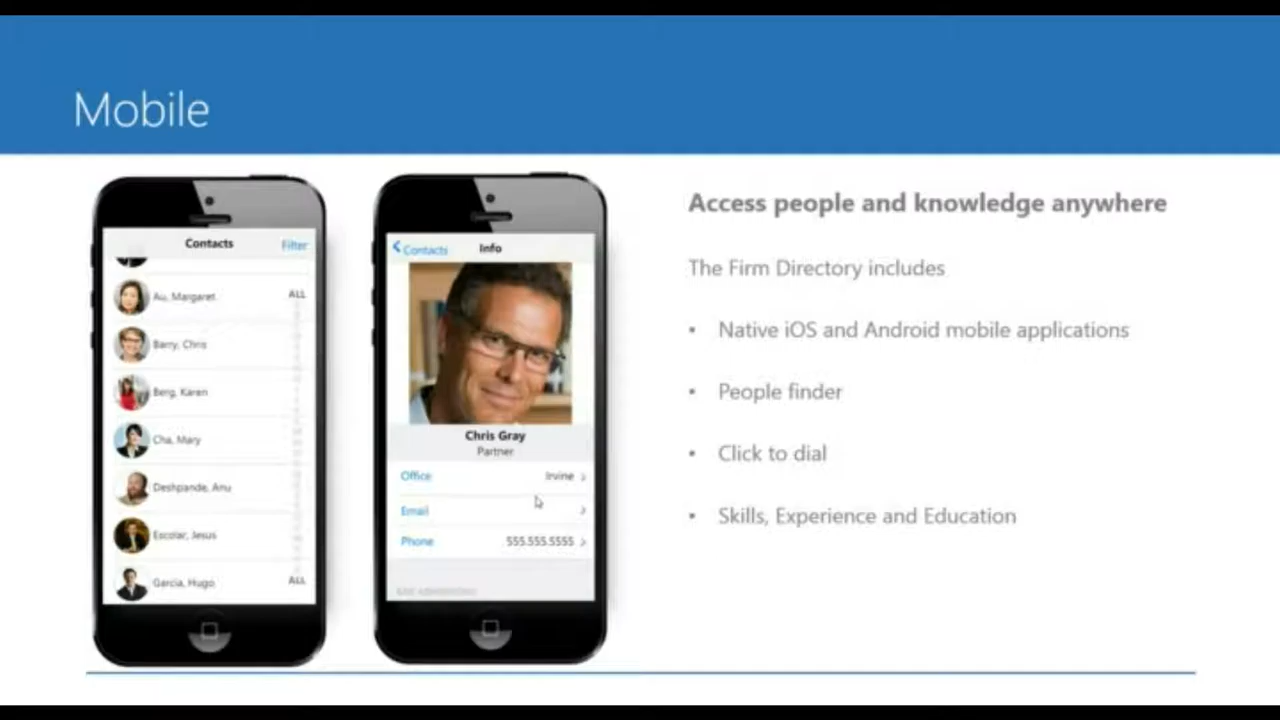 Mobile
Contacts
Filter
Au, Margaret
ALL
Barry, Chris
Berg, Karen
Cha, Mary
Deshpande, Anu
Escolar, Jesus
Garcia, Hugo
ALL
Contacts
Info
Chris Gray
Partner
Office
Irvine
Email
Phone
555.555.5555
Access people and knowledge anywhere
The Firm Directory includes
• Native iOS and Android mobile applications
• People finder
• Click to dial
• Skills, Experience and Education